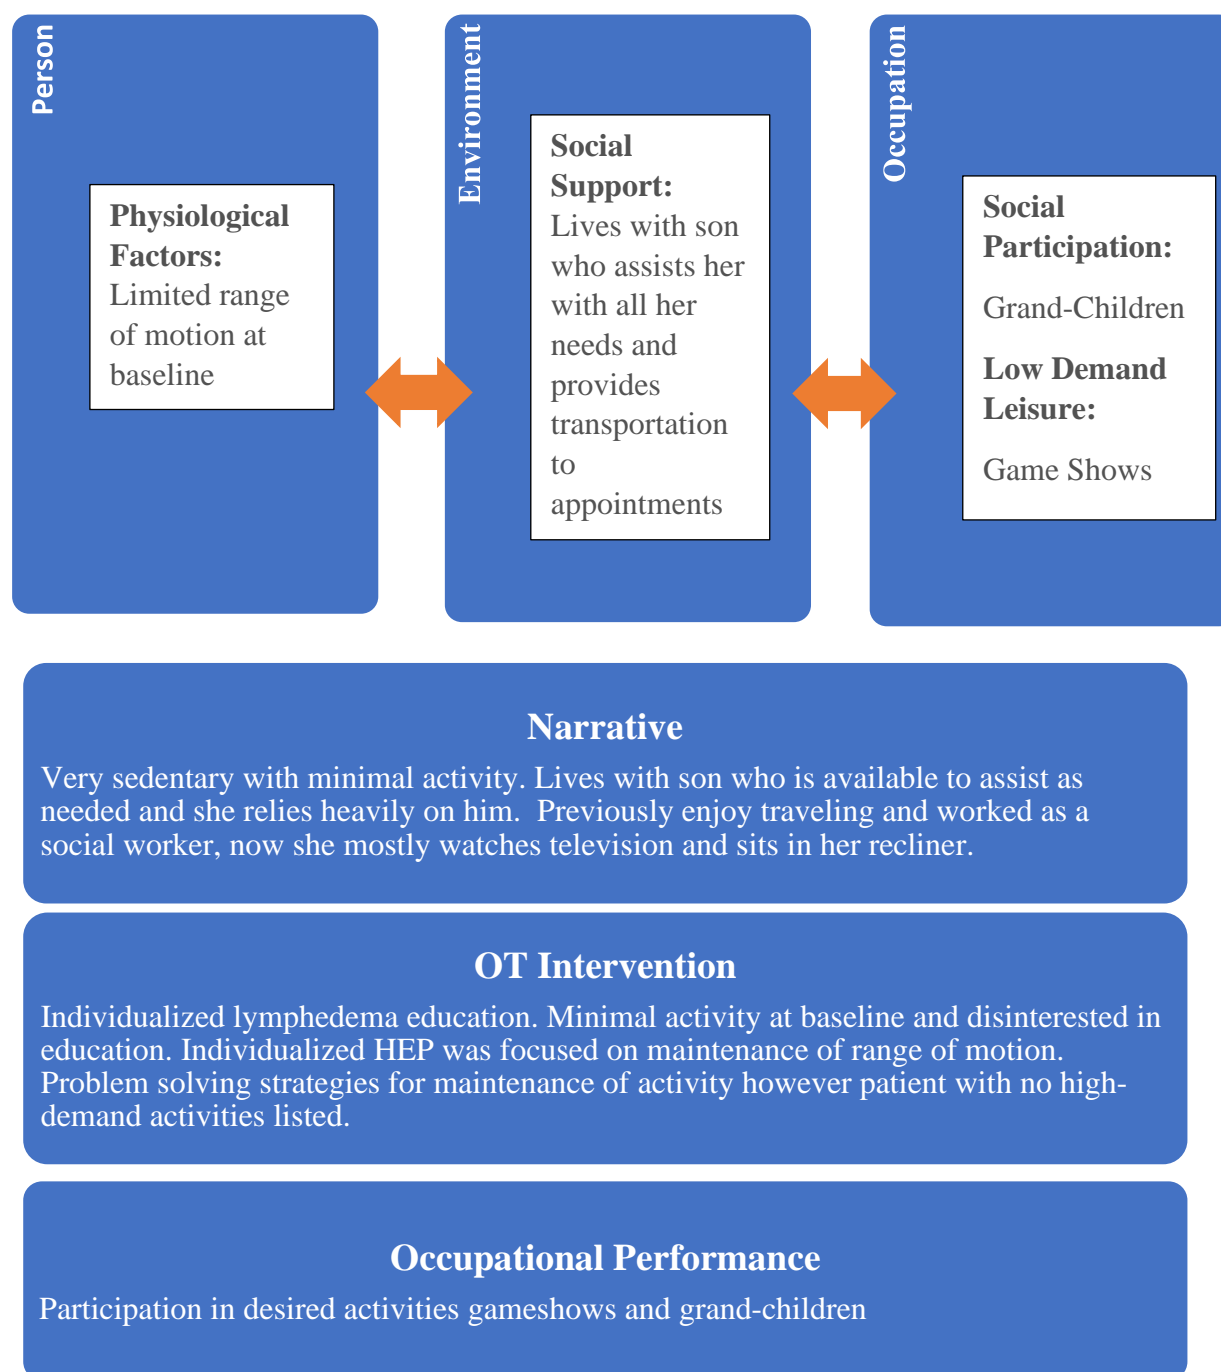 Person
Physiological
Factors:
Limited range
of motion at
baseline
Environment
Social
Support:
Lives with son
who assists her
with all her
needs and
provides
transportation
to
appointments
Occupation
Social
Participation:
Grand-Children
Low Demand
Leisure:
Game Shows
Narrative
Very sedentary with minimal activity. Lives with son who is available to assist as
needed and she relies heavily on him.  Previously enjoy traveling and worked as a
social worker, now she mostly watches television and sits in her recliner.
OT Intervention
Individualized lymphedema education. Minimal activity at baseline and disinterested in
education. Individualized HEP was focused on maintenance of range of motion.
Problem solving strategies for maintenance of activity however patient with no high-
demand activities listed.
Occupational Performance
Participation in desired activities gameshows and grand-children